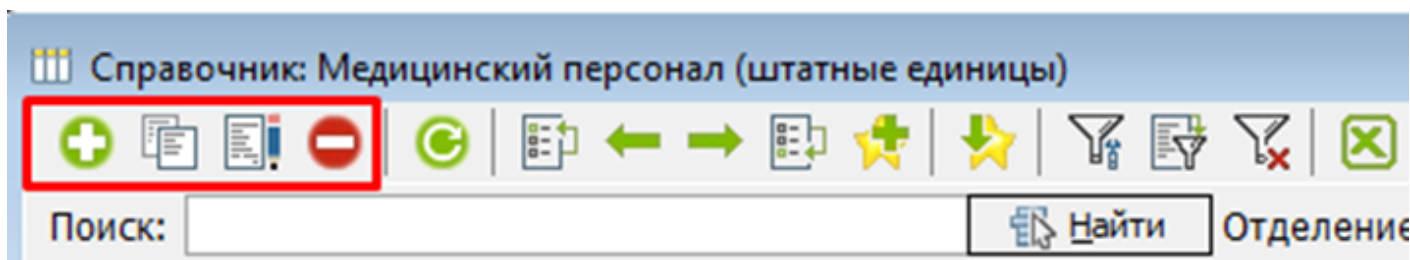 Справочник: Медицинский персонал (штатные единицы)
Поиск:
Найти
Отделение